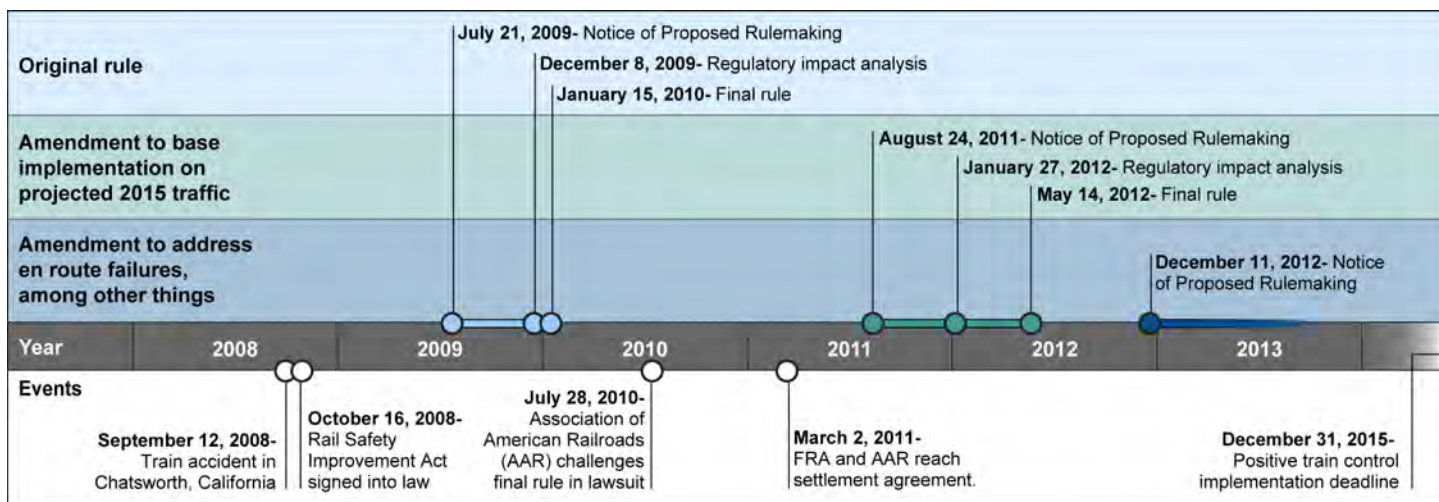 Original rule
July 21, 2009- Notice of Proposed Rulemaking
December 8, 2009- Regulatory impact analysis
January 15, 2010- Final rule
Amendment to base
implementation on
projected 2015 traffic
August 24, 2011- Notice of Proposed Rulemaking
January 27, 2012- Regulatory impact analysis
May 14, 2012- Final rule
Amendment to address
en route failures,
among other things
December 11, 2012- Notice
of Proposed Rulemaking
Year 2008 2009 2010 2011 2012 2013
Events
September 12, 2008-
Train accident in
Chatsworth, California
October 16, 2008-
Rail Safety
Improvement Act
signed into law
July 28, 2010-
Association of
American Railroads
(AAR) challenges
final rule in lawsuit
March 2, 2011-
FRA and AAR reach
settlement agreement.
December 31, 2015-
Positive train control
implementation deadline